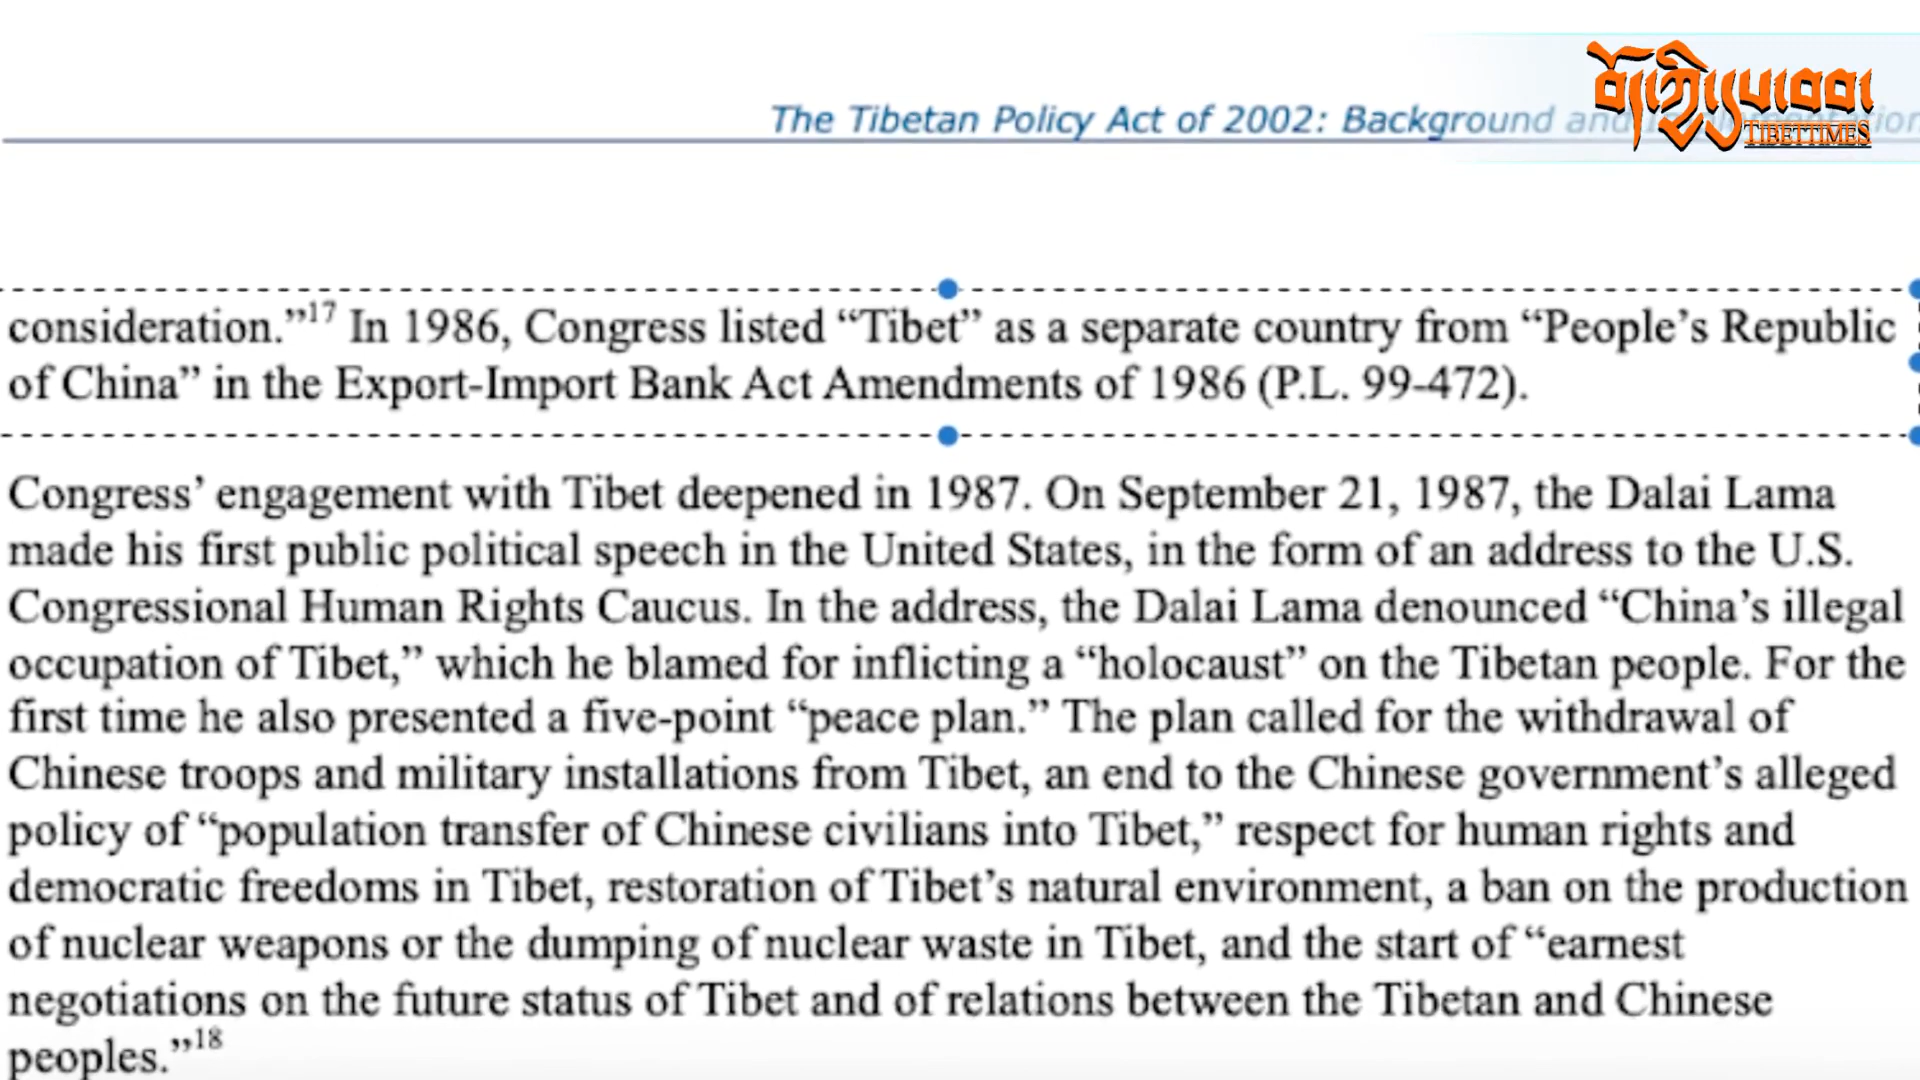 བོད་ཀྱི་དུས་བབ།
TIBETTIMES
The Tibetan Policy Act of 2002: Background and
consideration.”17 In 1986, Congress listed “Tibet” as a separate country from “People’s Republic
of China” in the Export-Import Bank Act Amendments of 1986 (P.L. 99-472).
Congress’ engagement with Tibet deepened in 1987. On September 21, 1987, the Dalai Lama
made his first public political speech in the United States, in the form of an address to the U.S.
Congressional Human Rights Caucus. In the address, the Dalai Lama denounced “China’s illegal
occupation of Tibet,” which he blamed for inflicting a “holocaust” on the Tibetan people. For the
first time he also presented a five-point “peace plan.” The plan called for the withdrawal of
Chinese troops and military installations from Tibet, an end to the Chinese government’s alleged
policy of “population transfer of Chinese civilians into Tibet,” respect for human rights and
democratic freedoms in Tibet, restoration of Tibet’s natural environment, a ban on the production
of nuclear weapons or the dumping of nuclear waste in Tibet, and the start of “earnest
negotiations on the future status of Tibet and of relations between the Tibetan and Chinese
peoples.”18